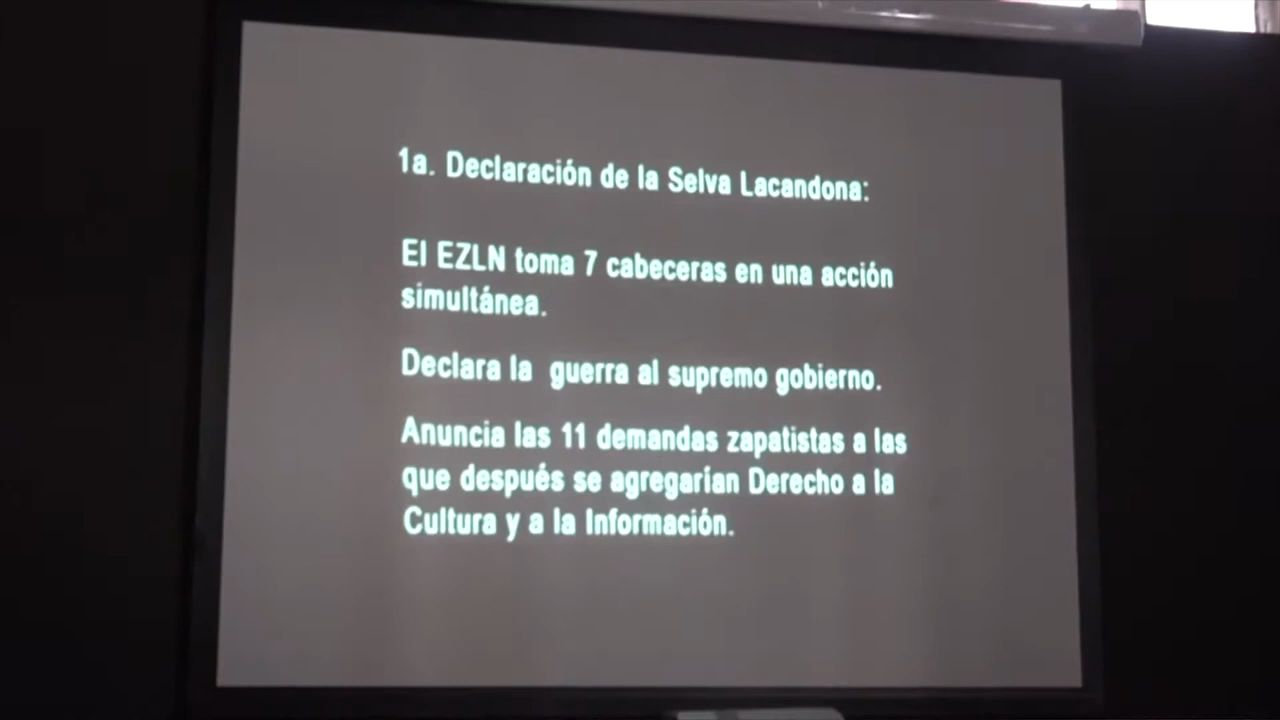 1a. Declaración de la Selva Lacandona:
El EZLN toma 7 cabeceras en una acción
simultánea.
Declara la guerra al supremo gobierno.
Anuncia las 11 demandas zapatistas a las
que después se agregarían Derecho a la
Cultura y a la Información.